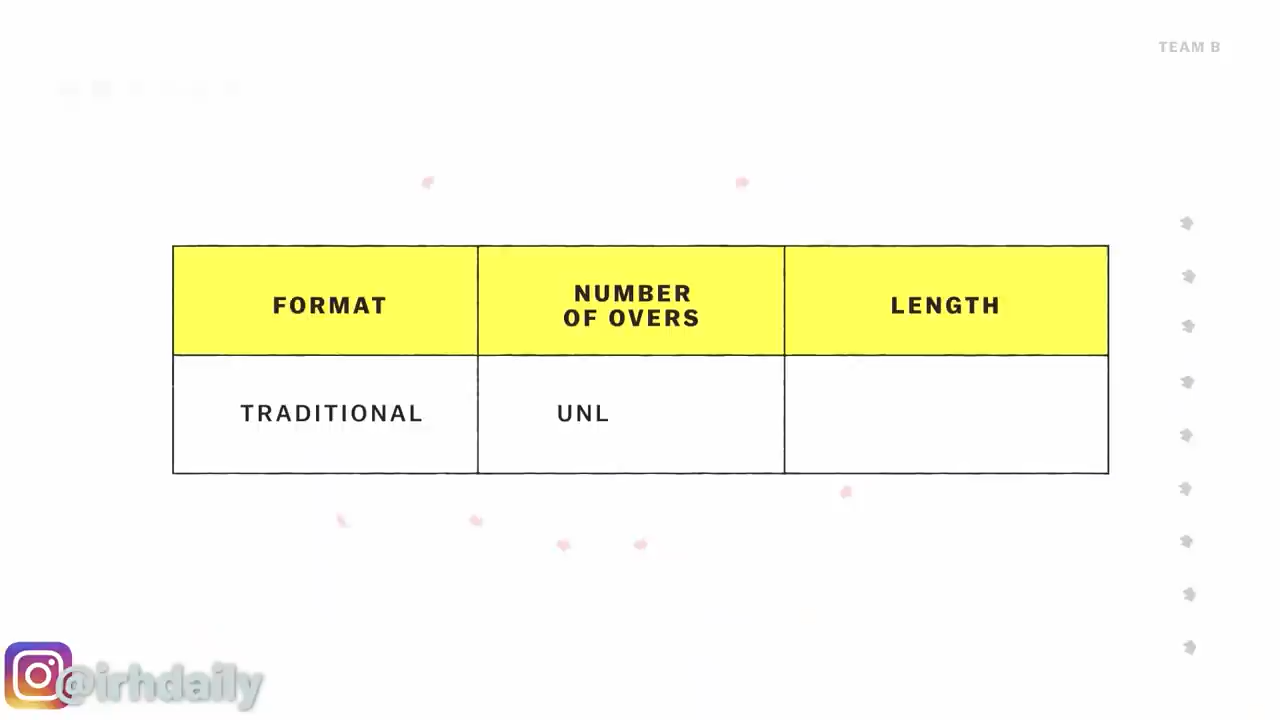 TEAM B
FORMAT
NUMBER
OF OVERS
LENGTH
TRADITIONAL
UNL
@irhdaily